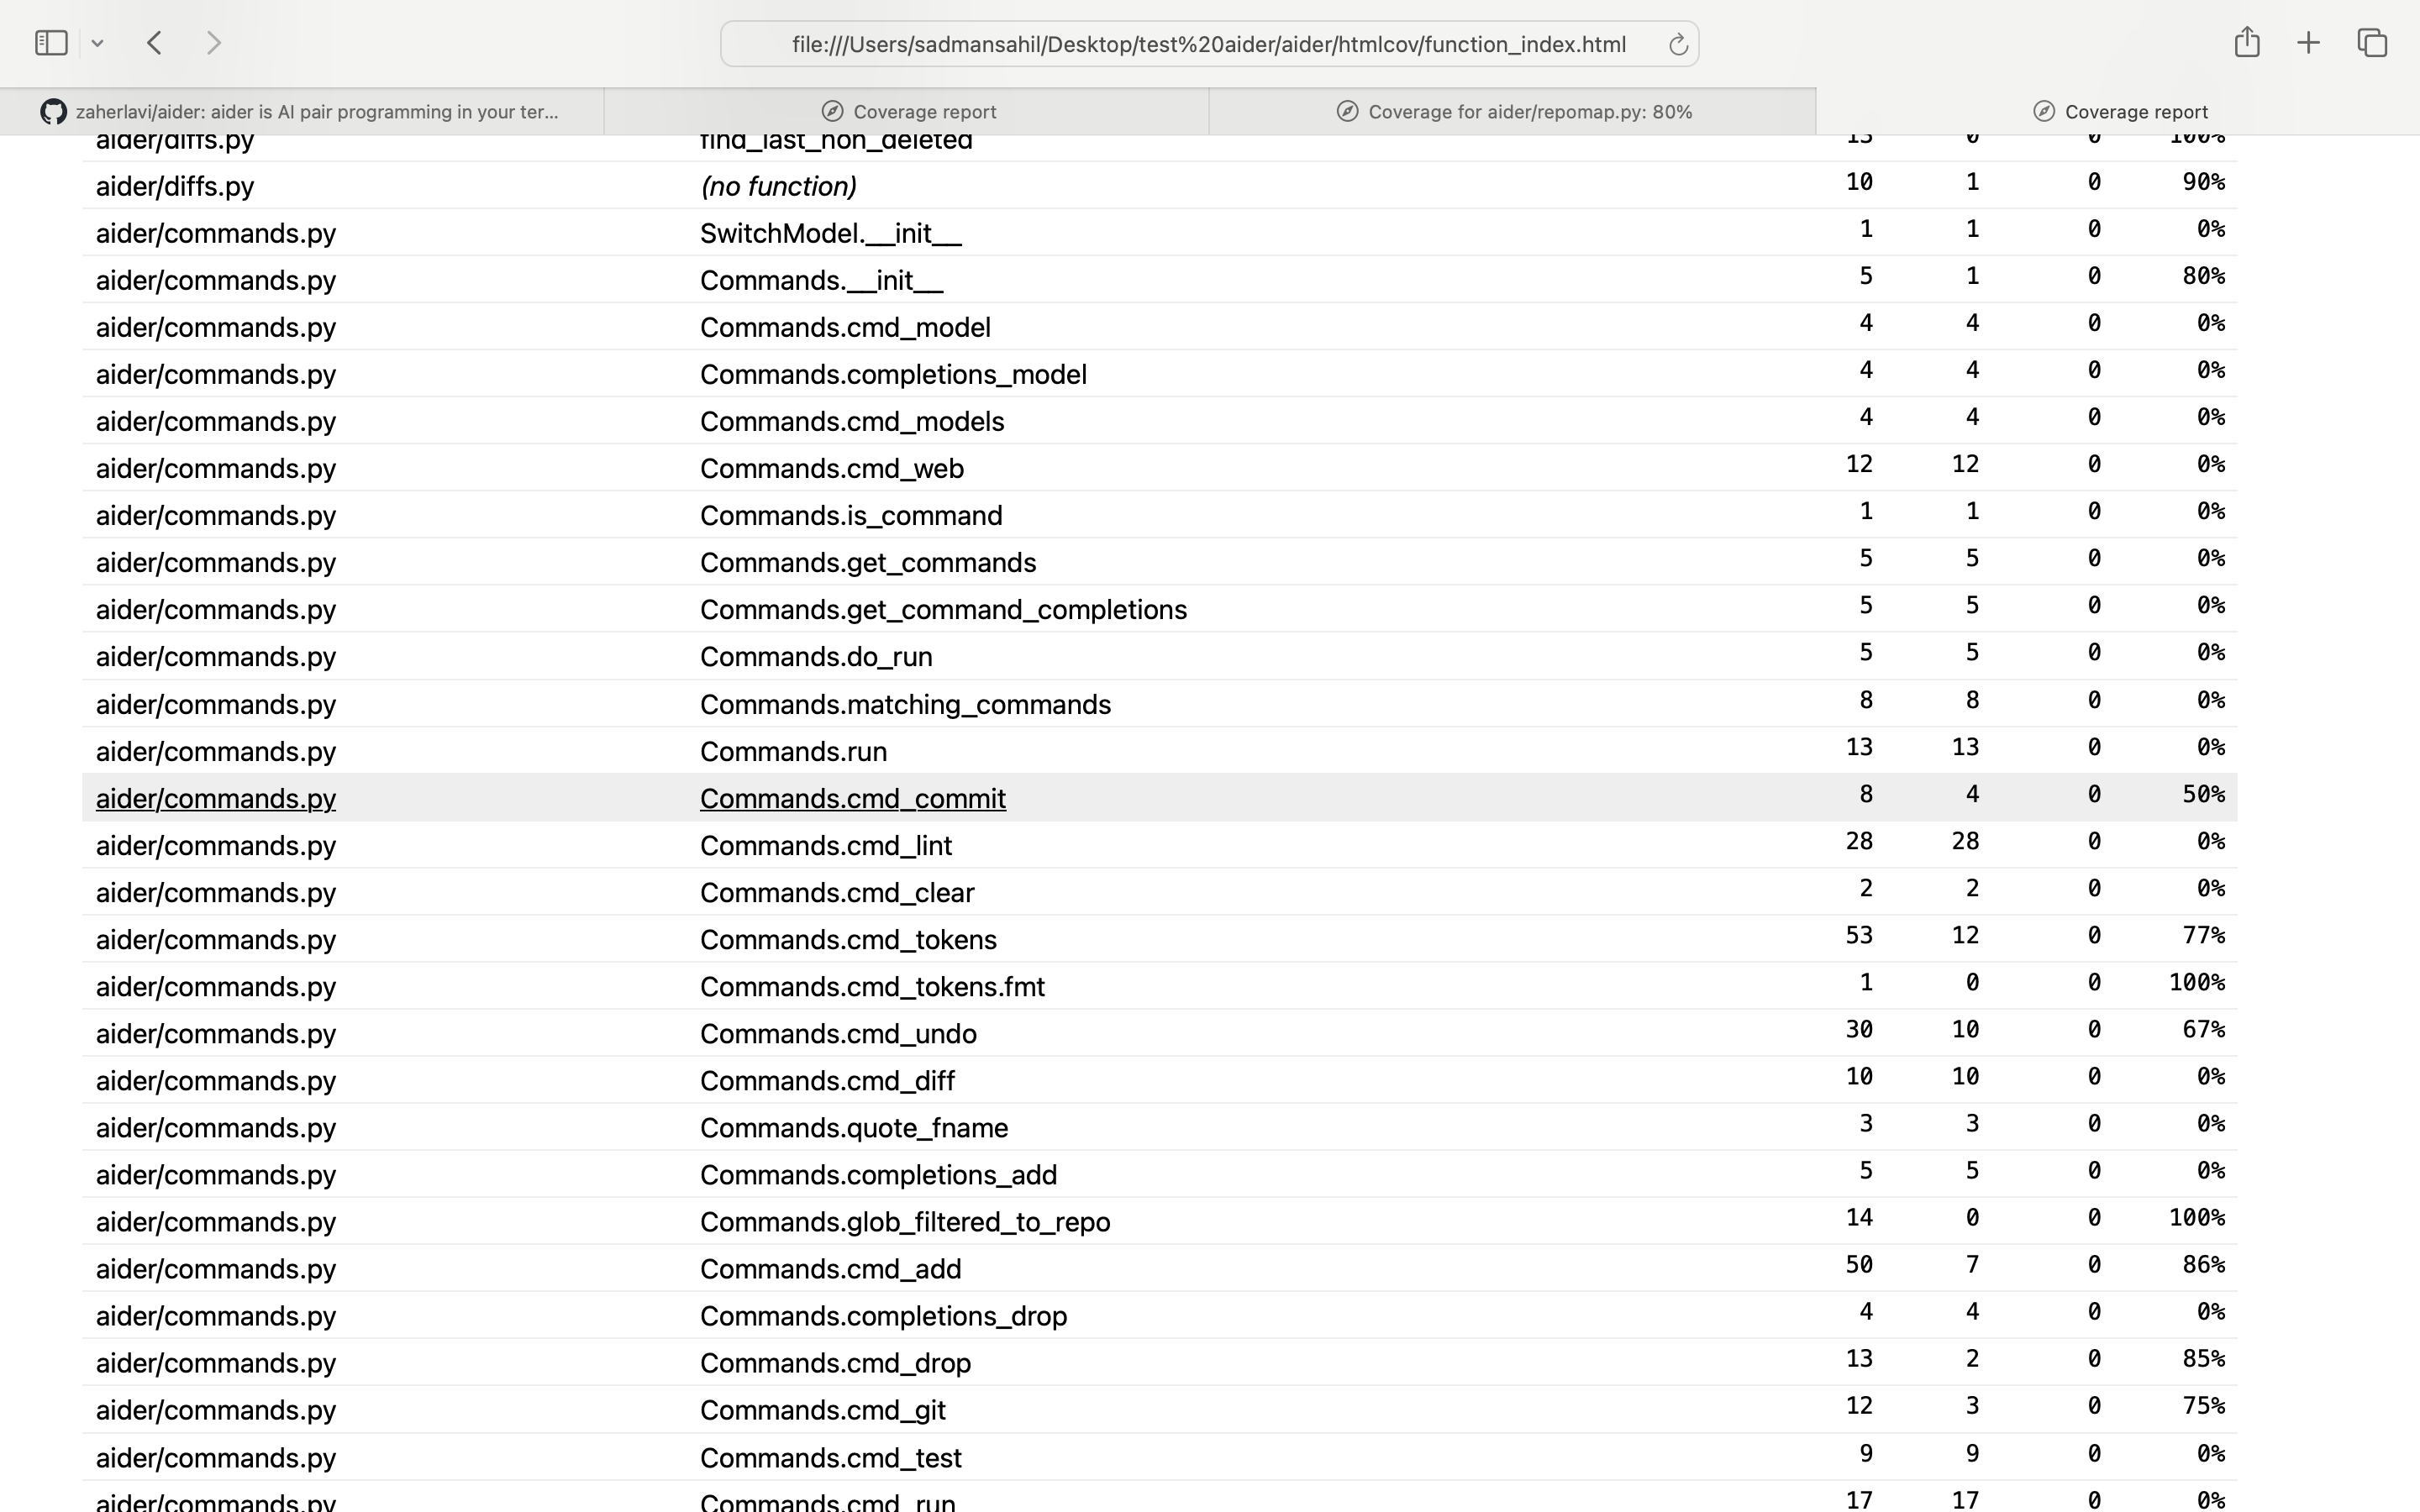 file:///Users/sadmansahil/Desktop/test%20aider/aider/htmlcov/function_index.html
zaherlavi/aider: aider is AI pair programming in your ter... Coverage report Coverage for aider/repomap.py: 80% Coverage report
aider/diffs.py find_last_non_deleted 13 0 0 100%
aider/diffs.py (no function) 10 1 0 90%
aider/commands.py SwitchModel.__init__ 1 1 0 0%
aider/commands.py Commands.__init__ 5 1 0 80%
aider/commands.py Commands.cmd_model 4 4 0 0%
aider/commands.py Commands.completions_model 4 4 0 0%
aider/commands.py Commands.cmd_models 4 4 0 0%
aider/commands.py Commands.cmd_web 12 12 0 0%
aider/commands.py Commands.is_command 1 1 0 0%
aider/commands.py Commands.get_commands 5 5 0 0%
aider/commands.py Commands.get_command_completions 5 5 0 0%
aider/commands.py Commands.do_run 5 5 0 0%
aider/commands.py Commands.matching_commands 8 8 0 0%
aider/commands.py Commands.run 13 13 0 0%
aider/commands.py Commands.cmd_commit 8 4 0 50%
aider/commands.py Commands.cmd_lint 28 28 0 0%
aider/commands.py Commands.cmd_clear 2 2 0 0%
aider/commands.py Commands.cmd_tokens 53 12 0 77%
aider/commands.py Commands.cmd_tokens.fmt 1 0 0 100%
aider/commands.py Commands.cmd_undo 30 10 0 67%
aider/commands.py Commands.cmd_diff 10 10 0 0%
aider/commands.py Commands.quote_fname 3 3 0 0%
aider/commands.py Commands.completions_add 5 5 0 0%
aider/commands.py Commands.glob_filtered_to_repo 14 0 0 100%
aider/commands.py Commands.cmd_add 50 7 0 86%
aider/commands.py Commands.completions_drop 4 4 0 0%
aider/commands.py Commands.cmd_drop 13 2 0 85%
aider/commands.py Commands.cmd_git 12 3 0 75%
aider/commands.py Commands.cmd_test 9 9 0 0%
aider/commands.py Commands.cmd_run 17 17 0 0%